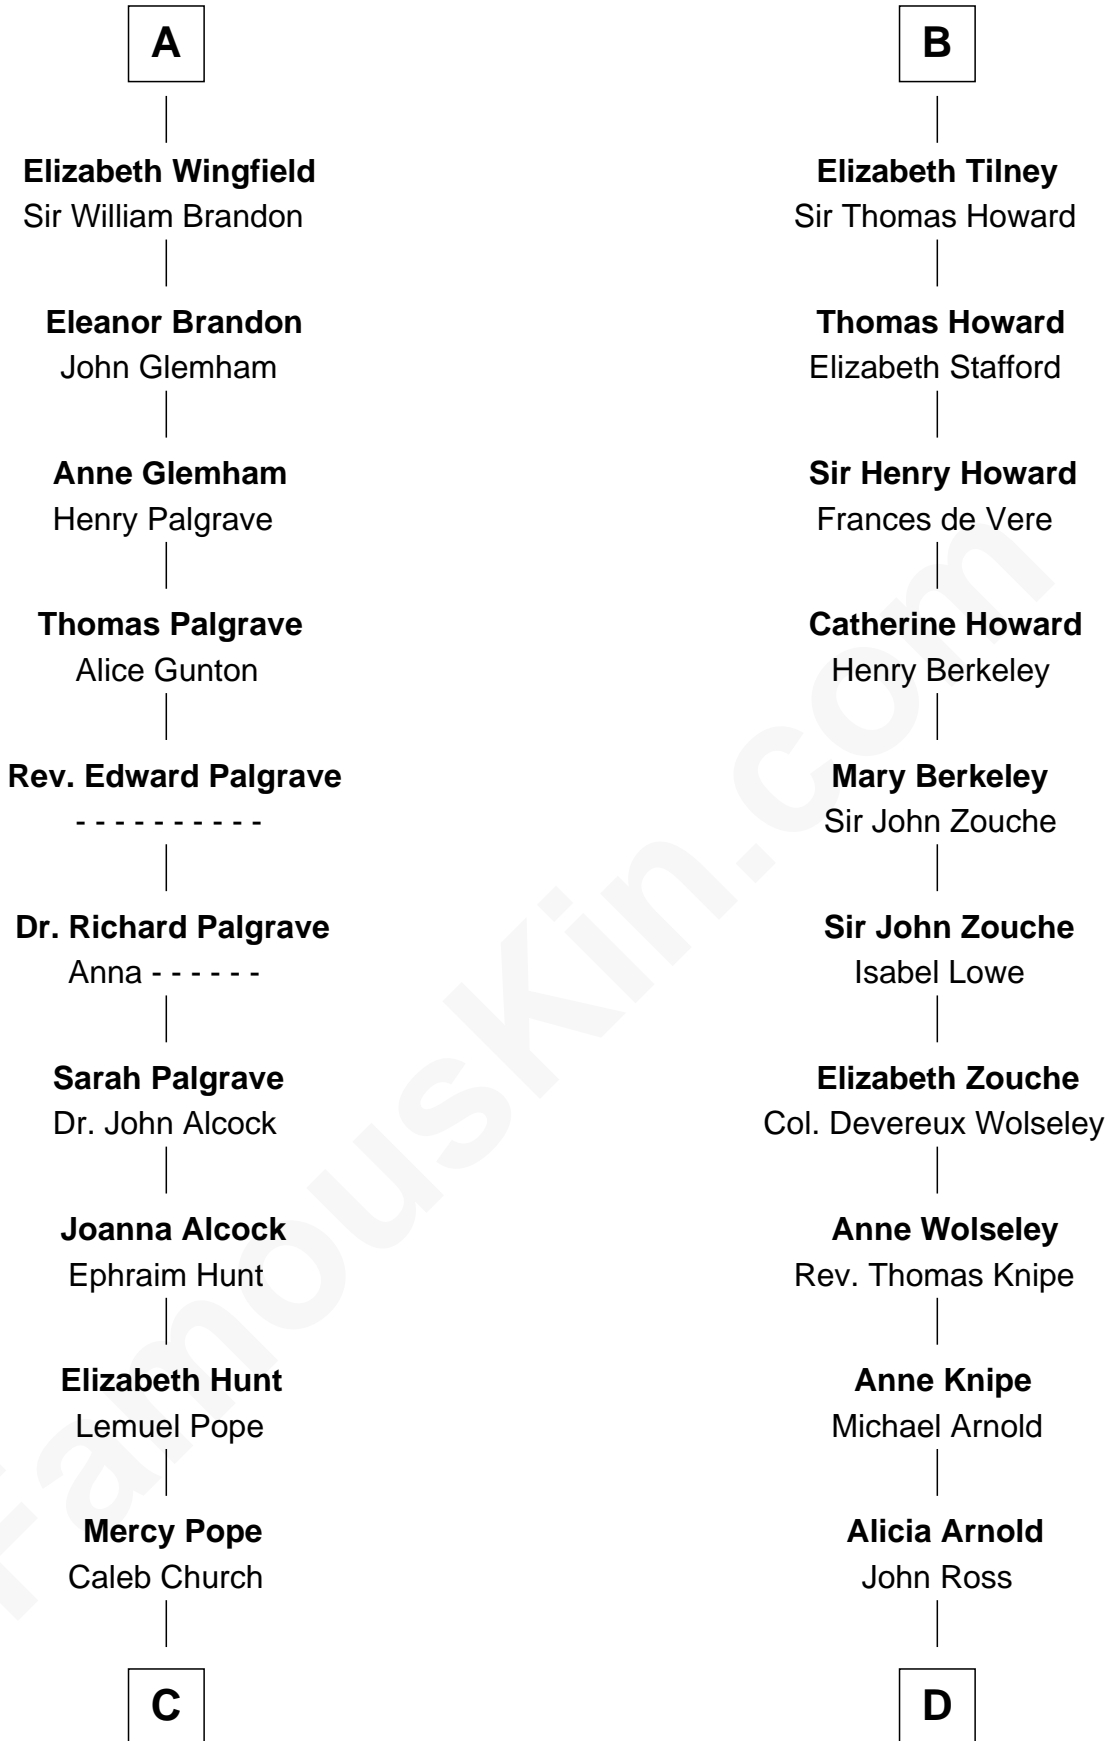 A
Elizabeth Wingfield
Sir William Brandon
Eleanor Brandon
John Glemham
Anne Glemham
Henry Palgrave
Thomas Palgrave
Alice Gunton
Rev. Edward Palgrave
- - - - - - - - - -
Dr. Richard Palgrave
Anna - - - - - -
Sarah Palgrave
Dr. John Alcock
Joanna Alcock
Ephraim Hunt
Elizabeth Hunt
Lemuel Pope
Mercy Pope
Caleb Church
C
B
Elizabeth Tilney
Sir Thomas Howard
Thomas Howard
Elizabeth Stafford
Sir Henry Howard
Frances de Vere
Catherine Howard
Henry Berkeley
Mary Berkeley
Sir John Zouche
Sir John Zouche
Isabel Lowe
Elizabeth Zouche
Col. Devereux Wolseley
Anne Wolseley
Rev. Thomas Knipe
Anne Knipe
Michael Arnold
Alicia Arnold
John Ross
D
FamousKin.com